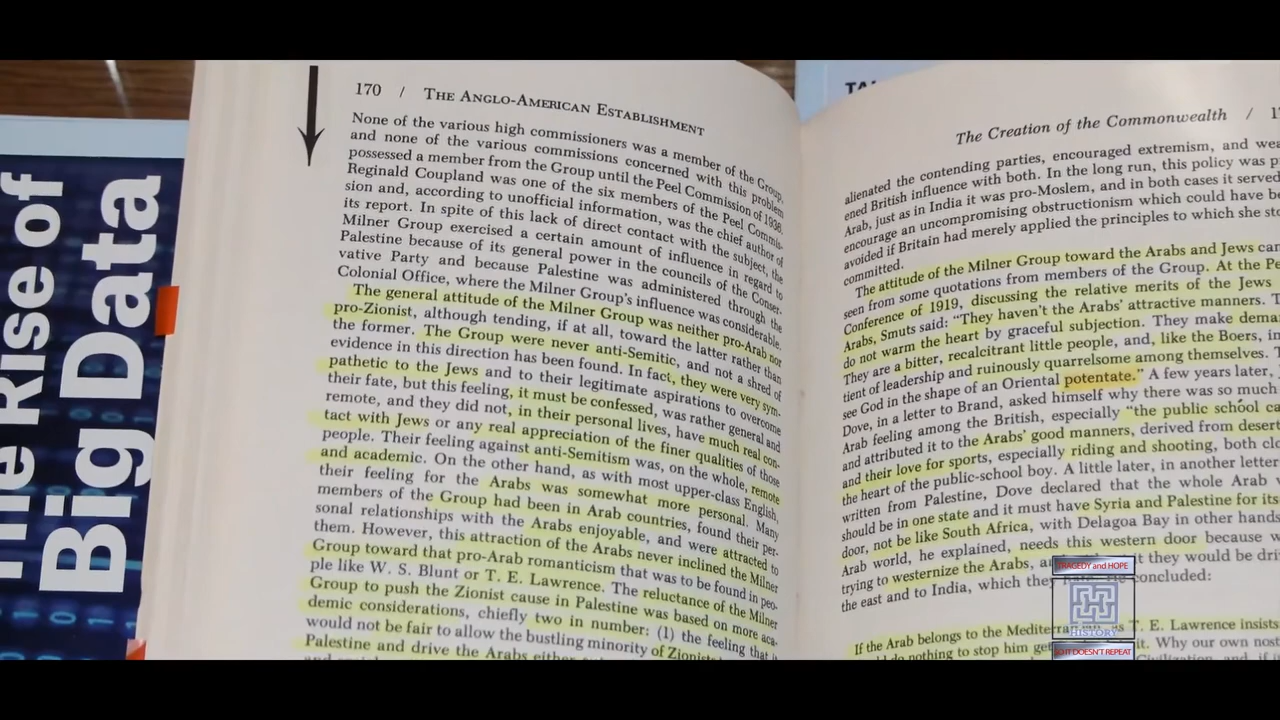 The Rise of
Big Data
170 / THE ANGLO-AMERICAN ESTABLISHMENT
None of the various high commissioners was a member of the Group,
and none of the various commissions concerned with this problem
possessed a member from the Group until the Peel Commission of 1936.
Reginald Coupland was one of the six members of the Peel Commis-
sion and, according to unofficial information, was the chief author of
its report. In spite of this lack of direct contact with the subject, the
Milner Group exercised a certain amount of influence in regard to
Palestine because of its general power in the councils of the Conser-
vative Party and because Palestine was administered through the
Colonial Office, where the Milner Group's influence was considerable.
The general attitude of the Milner Group was neither pro-Arab nor
pro-Zionist, although tending, if at all, toward the latter rather than
the former. The Group were never anti-Semitic, and not a shred of
evidence in this direction has been found. In fact, they were very sym-
pathetic to the Jews and to their legitimate aspirations to overcome
their fate, but this feeling, it must be confessed, was rather general and
remote, and they did not, in their personal lives, have much real con-
tact with Jews or any real appreciation of the finer qualities of those
people. Their feeling against anti-Semitism was, on the whole, remote
and academic. On the other hand, as with most upper-class English,
their feeling for the Arabs was somewhat more personal. Many
members of the Group had been in Arab countries, found their per-
sonal relationships with the Arabs enjoyable, and were attracted to
them. However, this attraction of the Arabs never inclined the Milner
Group toward that pro-Arab romanticism that was to be found in peo-
ple like W. S. Blunt or T. E. Lawrence. The reluctance of the Milner
Group to push the Zionist cause in Palestine was based on more aca-
demic considerations, chiefly two in number: (1) the feeling that it
would not be fair to allow the bustling minority of Zionists
Palestine and drive the Arabs either
TAL
The Creation of the Commonwealth / 1
alienated the contending parties, encouraged extremism, and
ened British influence with both. In the long run, this policy was
Arab, just as in India it was pro-Moslem, and in both cases it served
encourage an uncompromising obstructionism which could have
avoided if Britain had merely applied the principles to which she
committed.
The attitude of the Milner Group toward the Arabs and Jews
seen from some quotations from members of the Group. At the
Conference of 1919, discussing the relative merits of the Jews
Arabs, Smuts said: "They haven't the Arabs' attractive manners.
do not warm the heart by graceful subjection. They make
They are a bitter, recalcitrant little people, and, like the Boers,
tient of leadership and ruinously quarrelsome among themselves.
see God in the shape of an Oriental potentate." A few years later,
Dove, in a letter to Brand, asked himself why there was so much
Arab feeling among the British, especially "the public school
and attributed it to the Arabs' good manners, derived from desert
and their love for sports, especially riding and shooting, both
the heart of the public-school boy. A little later, in another letter
written from Palestine, Dove declared that the whole Arab
should be in one state and it must have Syria and Palestine for its
door, not be like South Africa, with Delagoa Bay in other hands
Arab world, he explained, needs this western door because
trying to westernize the Arabs, it they would be
the east and to India, which they concluded:
If the Arab belongs to the T. E. Lawrence insists
do nothing to stop him it. Why our own
TRAGEDY and HOPE
HISTORY
SO IT DOESN'T REPEAT